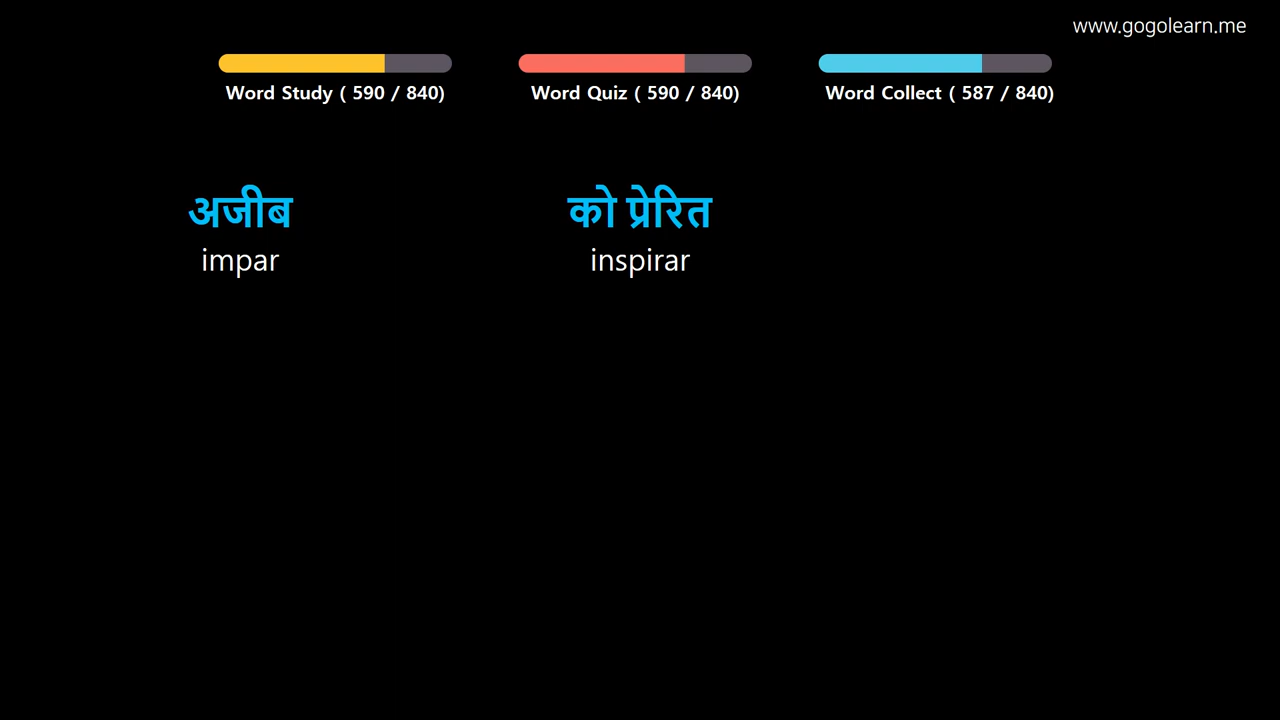 www.gogolearn.me
Word Study ( 590 / 840)
Word Quiz ( 590 / 840)
Word Collect ( 587 / 840)
अजीब
impar
को प्रेरित
inspirar